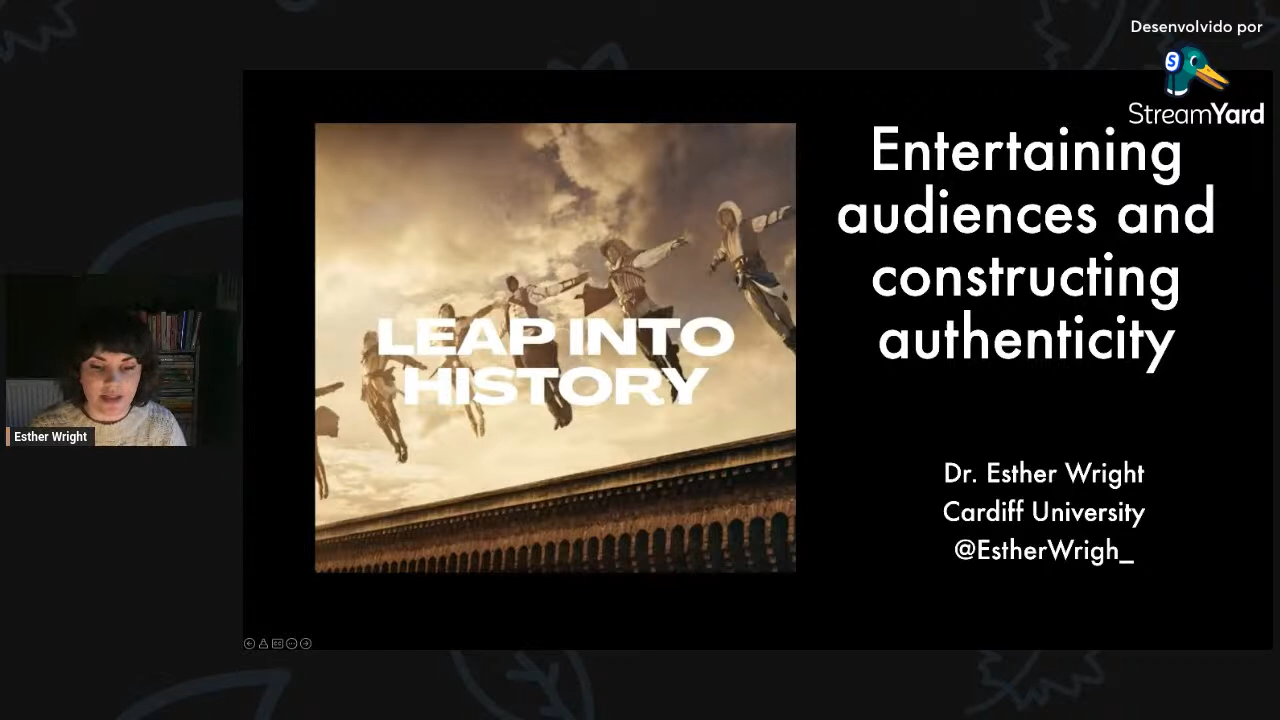 Desenvolvido por
StreamYard
Entertaining
audiences and
constructing
authenticity
LEAP INTO
HISTORY
Dr. Esther Wright
Cardiff University
@EstherWrigh_
Esther Wright